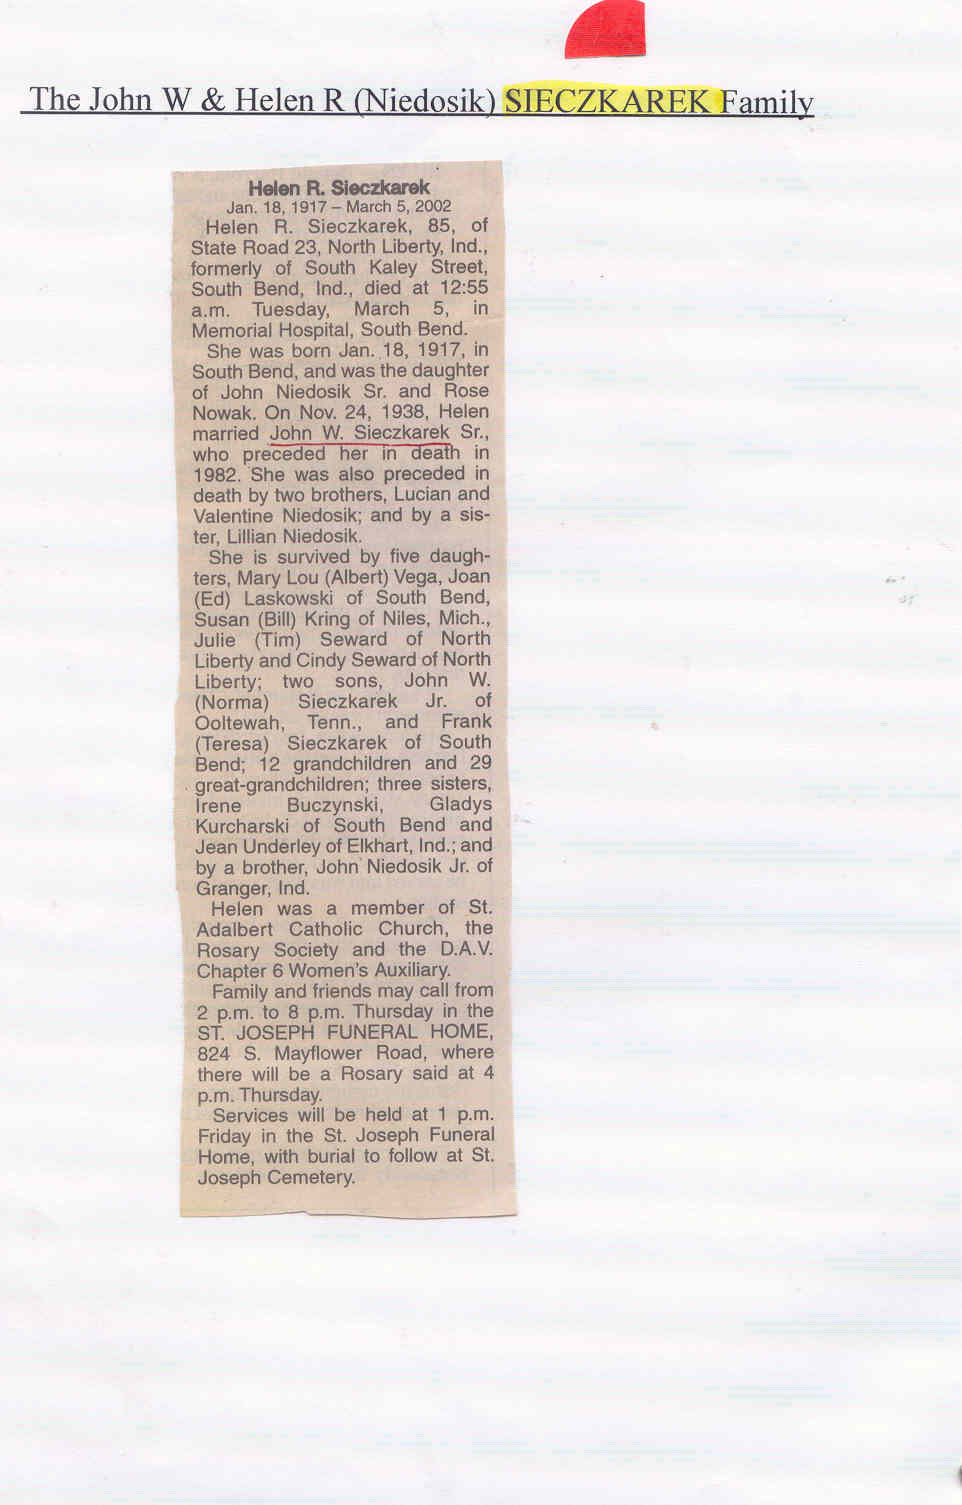 The John W & Helen R (Niedosik) SIECZKAREK Family
Helen R. Sieczkarek
Jan. 18, 1917 – March 5, 2002
Helen R. Sieczkarek, 85, of
State Road 23, North Liberty, Ind.,
formerly of South Kaley Street,
South Bend, Ind., died at 12:55
a.m. Tuesday, March 5, in
Memorial Hospital, South Bend.
She was born Jan. 18, 1917, in
South Bend, and was the daughter
of John Niedosik Sr. and Rose
Nowak. On Nov. 24, 1938, Helen
married John W. Sieczkarek Sr.,
who preceded her in death in
1982. She was also preceded in
death by two brothers, Lucian and
Valentine Niedosik; and by a sis-
ter, Lillian Niedosik.
She is survived by five daugh-
ters, Mary Lou (Albert) Vega, Joan
(Ed) Laskowski of South Bend,
Susan (Bill) Kring of Niles, Mich.,
Julie (Tim) Seward of North
Liberty and Cindy Seward of North
Liberty; two sons, John W.
(Norma) Sieczkarek Jr. of
Ooltewah, Tenn., and Frank
(Teresa) Sieczkarek of South
Bend; 12 grandchildren and 29
great-grandchildren; three sisters,
Irene Buczynski, Gladys
Kurcharski of South Bend and
Jean Underley of Elkhart, Ind.; and
by a brother, John Niedosik Jr. of
Granger, Ind.
Helen was a member of St.
Adalbert Catholic Church, the
Rosary Society and the D.A.V.
Chapter 6 Women's Auxiliary.
Family and friends may call from
2 p.m. to 8 p.m. Thursday in the
ST. JOSEPH FUNERAL HOME,
824 S. Mayflower Road, where
there will be a Rosary said at 4
p.m. Thursday.
Services will be held at 1 p.m.
Friday in the St. Joseph Funeral
Home, with burial to follow at St.
Joseph Cemetery.